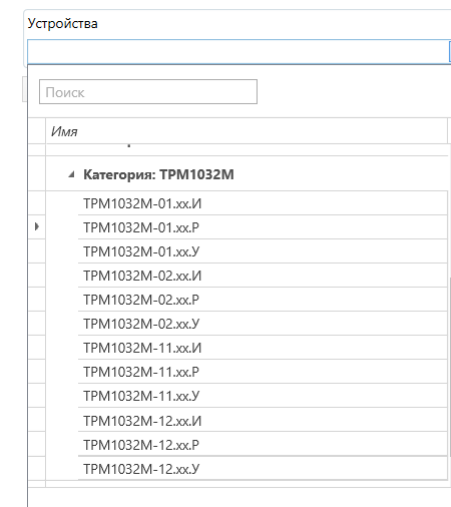 Устройства
Поиск
Имя
Категория: ТРМ1032М
ТРМ1032М-01.хх.И
ТРМ1032М-01.хх.Р
ТРМ1032М-01.хх.У
ТРМ1032М-02.хх.И
ТРМ1032М-02.хх.Р
ТРМ1032М-02.хх.У
ТРМ1032М-11.хх.И
ТРМ1032М-11.хх.Р
ТРМ1032М-11.хх.У
ТРМ1032М-12.хх.И
ТРМ1032М-12.хх.Р
ТРМ1032М-12.хх.У